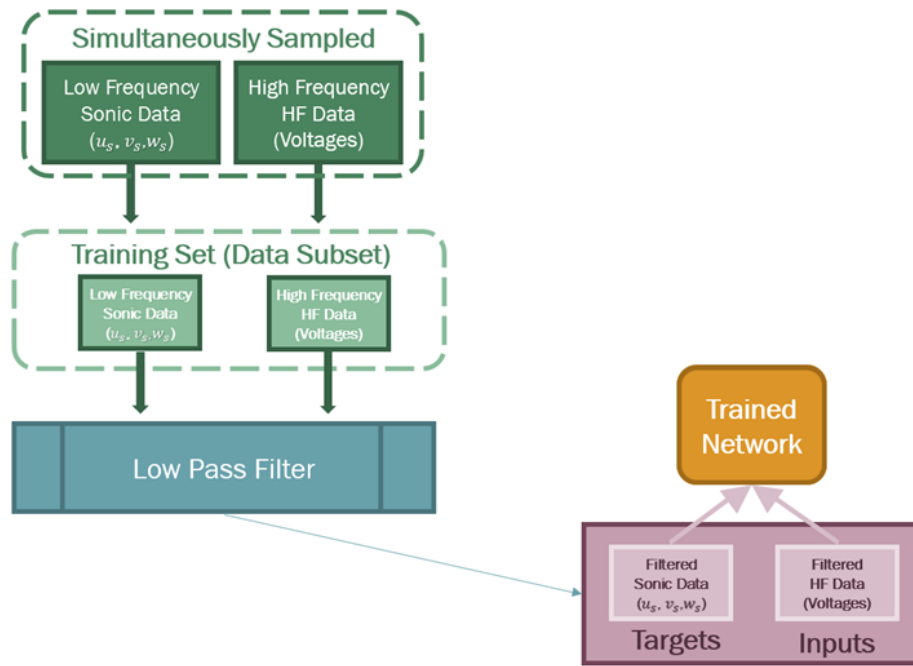 Simultaneously Sampled
Low Frequency
Sonic Data
(u_s, v_s,w_s)
High Frequency
HF Data
(Voltages)
Training Set (Data Subset)
Low Frequency
Sonic Data
(u_s, v_s,w_s)
High Frequency
HF Data
(Voltages)
Low Pass Filter
Trained
Network
Filtered
Sonic Data
(u_s, v_s,w_s)
Filtered
HF Data
(Voltages)
Targets
Inputs